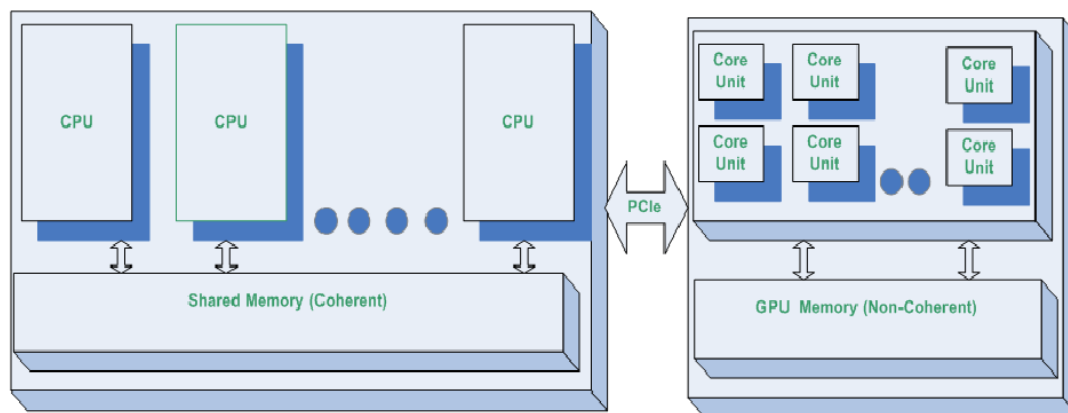 CPU
CPU
CPU
Shared Memory (Coherent)
PCIe
Core
Unit
Core
Unit
Core
Unit
Core
Unit
Core
Unit
Core
Unit
GPU Memory (Non-Coherent)